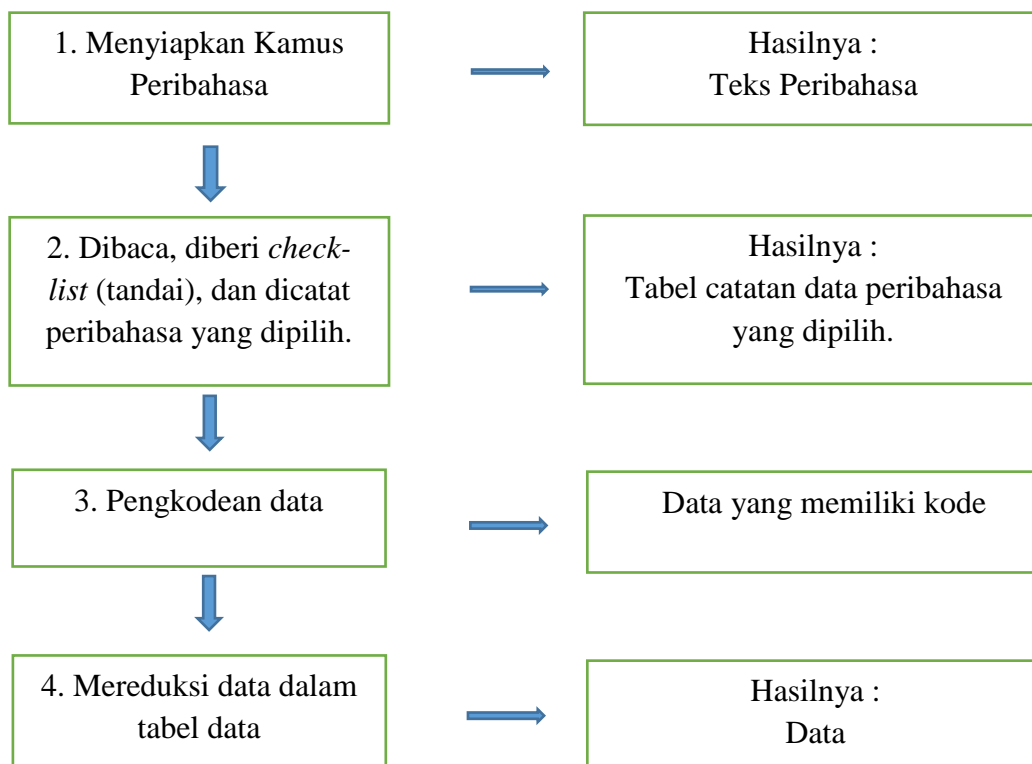 1. Menyiapkan Kamus
Peribahasa
Hasilnya :
Teks Peribahasa
2. Dibaca, diberi check-
list (tandai), dan dicatat
peribahasa yang dipilih.
Hasilnya :
Tabel catatan data peribahasa
yang dipilih.
3. Pengkodean data
Data yang memiliki kode
4. Mereduksi data dalam
tabel data
Hasilnya :
Data